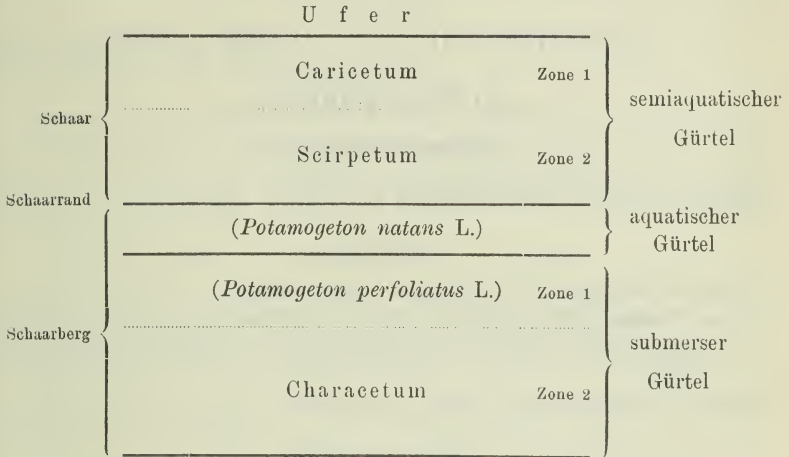 Ufer
Caricetum Zone 1
semiaquatischer
Schaar
Gürtel
Scirpetum Zone 2
Schaarrand
aquatischer
(Potamogeton natans L.)
Gürtel
(Potamogeton perfoliatus L.) Zone 1
Schaarberg
submerser
Gürtel
Characetum Zone 2